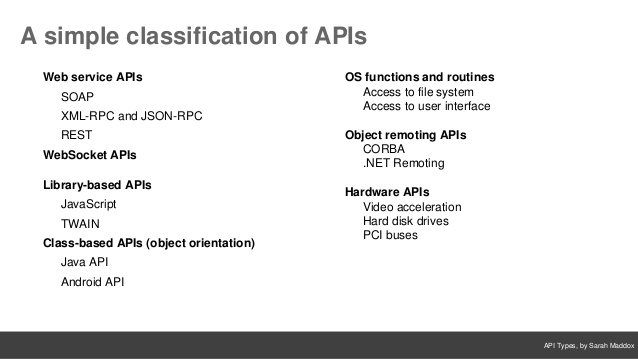 A simple classification of APIs
Web service APIs
SOAP
XML-RPC and JSON-RPC
REST
WebSocket APIs
Library-based APIs
JavaScript
TWAIN
Class-based APIs (object orientation)
Java API
Android API
OS functions and routines
Access to file system
Access to user interface
Object remoting APIs
CORBA
.NET Remoting
Hardware APIs
Video acceleration
Hard disk drives
PCI buses
API Types, by Sarah Maddox